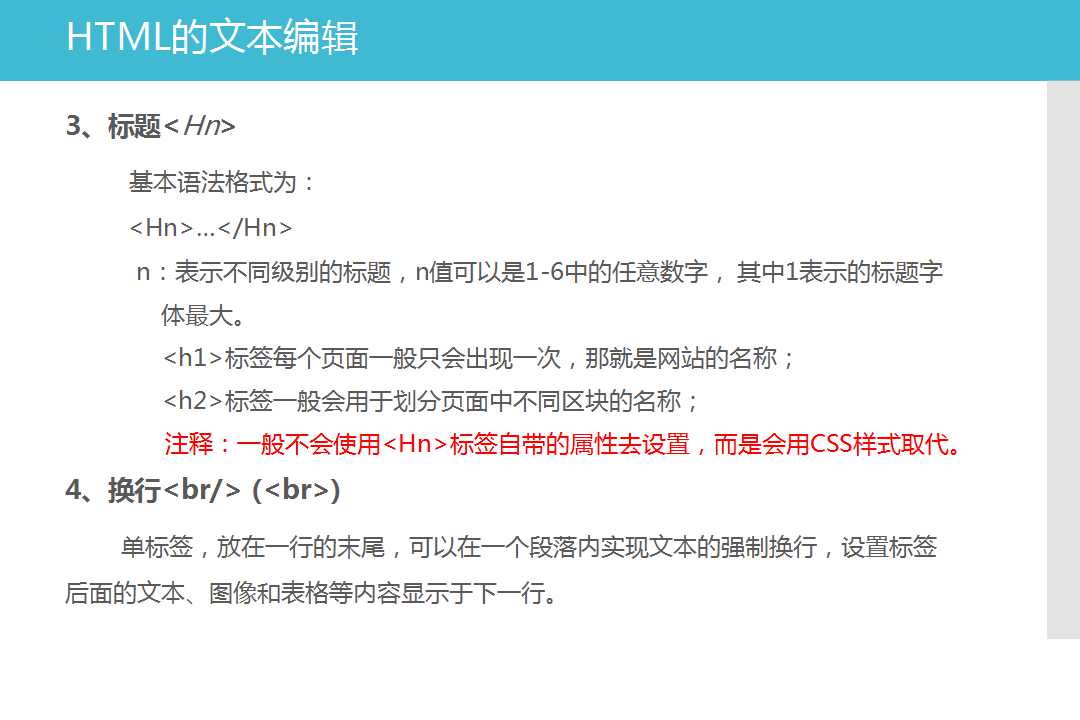 HTML的文本编辑
3、标题<Hn>
基本语法格式为：
<Hn>...</Hn>
n：表示不同级别的标题，n值可以是1-6中的任意数字， 其中1表示的标题字
体最大。
<h1>标签每个页面一般只会出现一次，那就是网站的名称；
<h2>标签一般会用于划分页面中不同区块的名称；
注释：一般不会使用<Hn>标签自带的属性去设置，而是会用CSS样式取代。
4、换行<br/> (<br>)
单标签，放在一行的末尾，可以在一个段落内实现文本的强制换行，设置标签
后面的文本、图像和表格等内容显示于下一行。